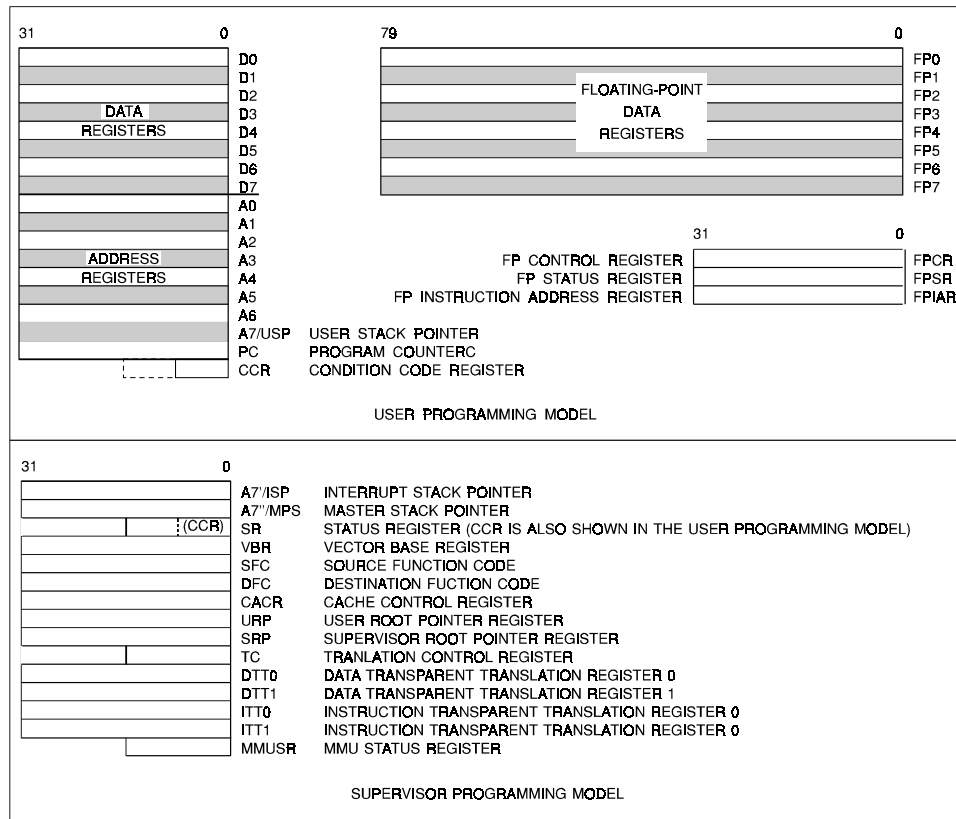 31 0
D0
D1
D2
DATA D3
REGISTERS D4
D5
D6
D7
A0
A1
A2
ADDRESS A3
REGISTERS A4
A5
A6
A7/USP USER STACK POINTER
PC PROGRAM COUNTERC
CCR CONDITION CODE REGISTER
79 0
FP0
FP1
FLOATING-POINT FP2
DATA FP3
REGISTERS FP4
FP5
FP6
FP7
31 0
FP CONTROL REGISTER FPCR
FP STATUS REGISTER FPSR
FP INSTRUCTION ADDRESS REGISTER FPIAR
USER PROGRAMMING MODEL
31 0
A7'/ISP INTERRUPT STACK POINTER
A7"/MPS MASTER STACK POINTER
(CCR) SR STATUS REGISTER (CCR IS ALSO SHOWN IN THE USER PROGRAMMING MODEL)
VBR VECTOR BASE REGISTER
SFC SOURCE FUNCTION CODE
DFC DESTINATION FUCTION CODE
CACR CACHE CONTROL REGISTER
URP USER ROOT POINTER REGISTER
SRP SUPERVISOR ROOT POINTER REGISTER
TC TRANLATION CONTROL REGISTER
DTT0 DATA TRANSPARENT TRANSLATION REGISTER 0
DTT1 DATA TRANSPARENT TRANSLATION REGISTER 1
ITT0 INSTRUCTION TRANSPARENT TRANSLATION REGISTER 0
ITT1 INSTRUCTION TRANSPARENT TRANSLATION REGISTER 0
MMUSR MMU STATUS REGISTER
SUPERVISOR PROGRAMMING MODEL